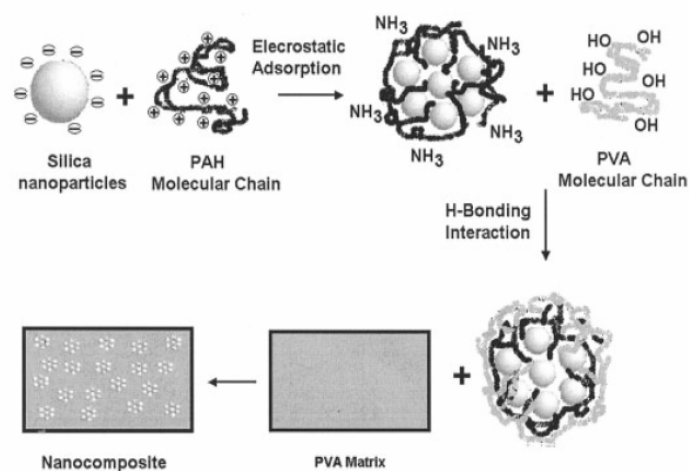 NH3
NH3
NH3
NH3
NH3
Elecrostatic
Adsorption
HO
OH
HO
OH
HO
OH
Silica
nanoparticles
PAH
Molecular Chain
PVA
Molecular Chain
H-Bonding
Interaction
Nanocomposite
PVA Matrix